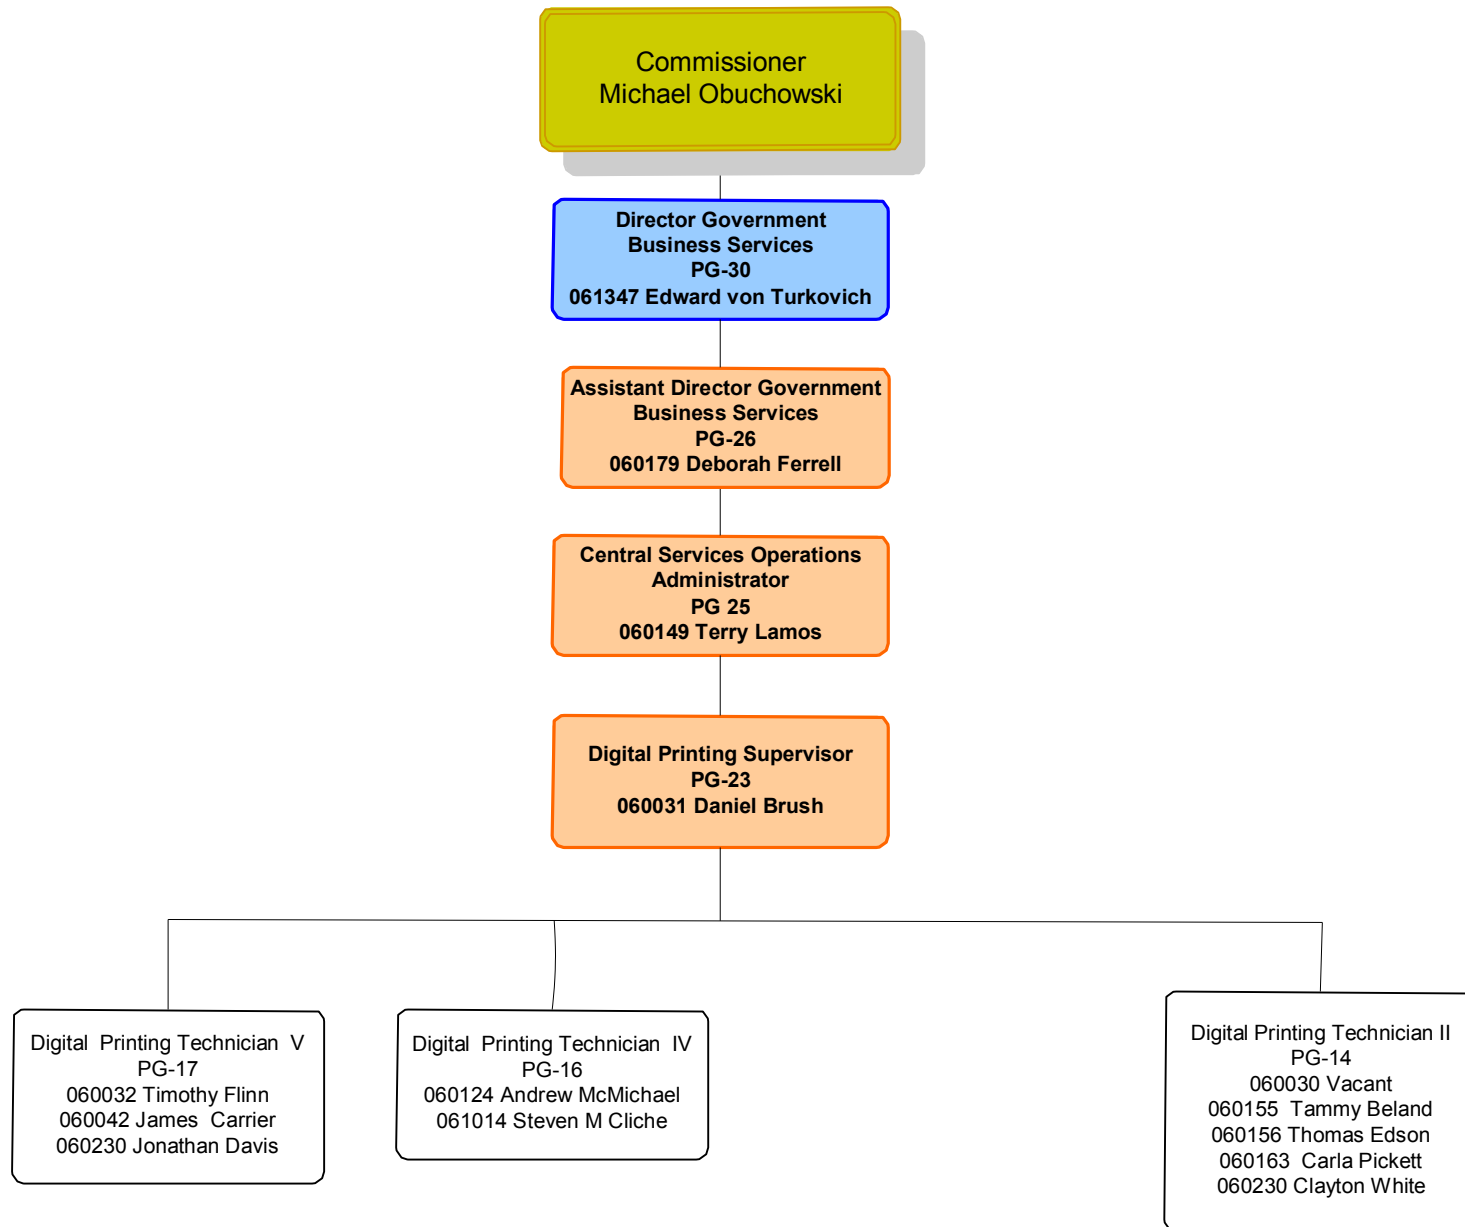 Commissioner
Michael Obuchowski
Director Government
Business Services
PG-30
061347 Edward von Turkovich
Assistant Director Government
Business Services
PG-26
060179 Deborah Ferrell
Central Services Operations
Administrator
PG 25
060149 Terry Lamos
Digital Printing Supervisor
PG-23
060031 Daniel Brush
Digital Printing Technician V
PG-17
060032 Timothy Flinn
060042 James Carrier
060230 Jonathan Davis
Digital Printing Technician IV
PG-16
060124 Andrew McMichael
061014 Steven M Cliche
Digital Printing Technician II
PG-14
060030 Vacant
060155 Tammy Beland
060156 Thomas Edson
060163 Carla Pickett
060230 Clayton White